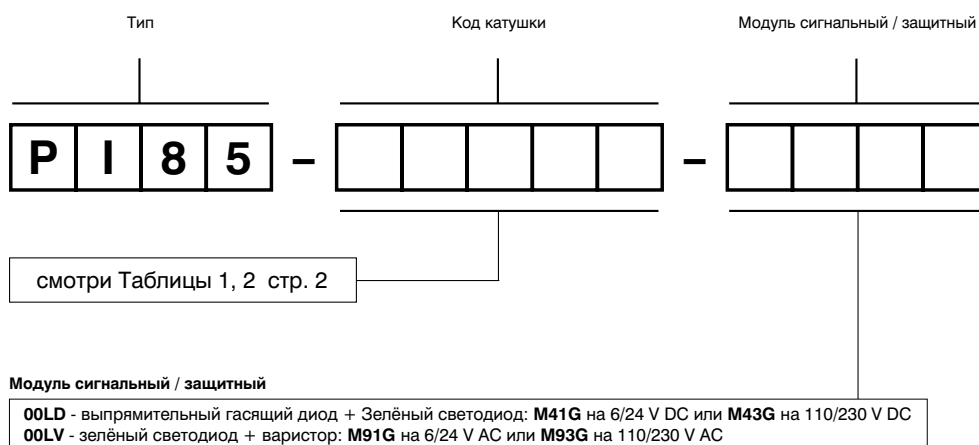 Тип
Код катушки
Модуль сигнальный / защитный
PI85 – –
смотри Таблицы 1, 2 стр. 2
Модуль сигнальный / защитный
00LD - выпрямительный гасящий диод + Зелёный светодиод: M41G на 6/24 V DC или M43G на 110/230 V DC
00LV - зелёный светодиод + варистор: M91G на 6/24 V AC или M93G на 110/230 V AC